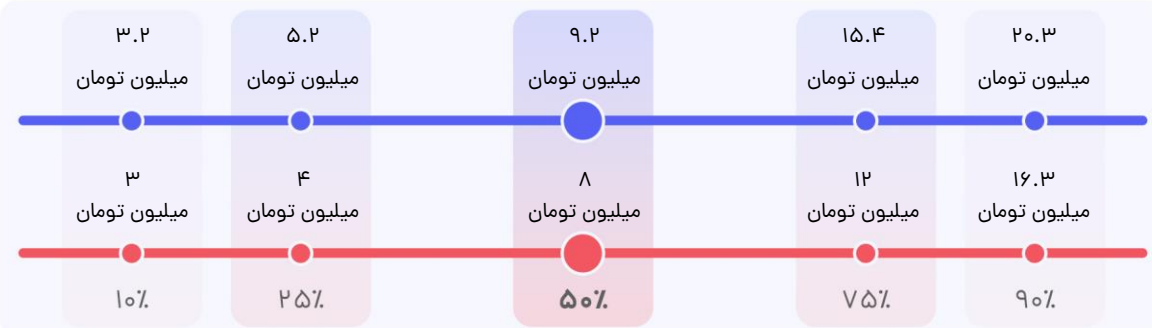 ۳.۲
میلیون تومان
۵.۲
میلیون تومان
۹.۲
میلیون تومان
۱۵.۴
میلیون تومان
۲۰.۳
میلیون تومان
۳
میلیون تومان
۴
میلیون تومان
۸
میلیون تومان
۱۲
میلیون تومان
۱۶.۳
میلیون تومان
۱۰٪
۲۵٪
۵۰٪
۷۵٪
۹۰٪